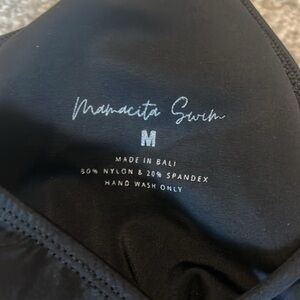 Mamacita Swim
M
MADE IN BALI
80% NYLON & 20% SPANDEX
HAND WASH ONLY